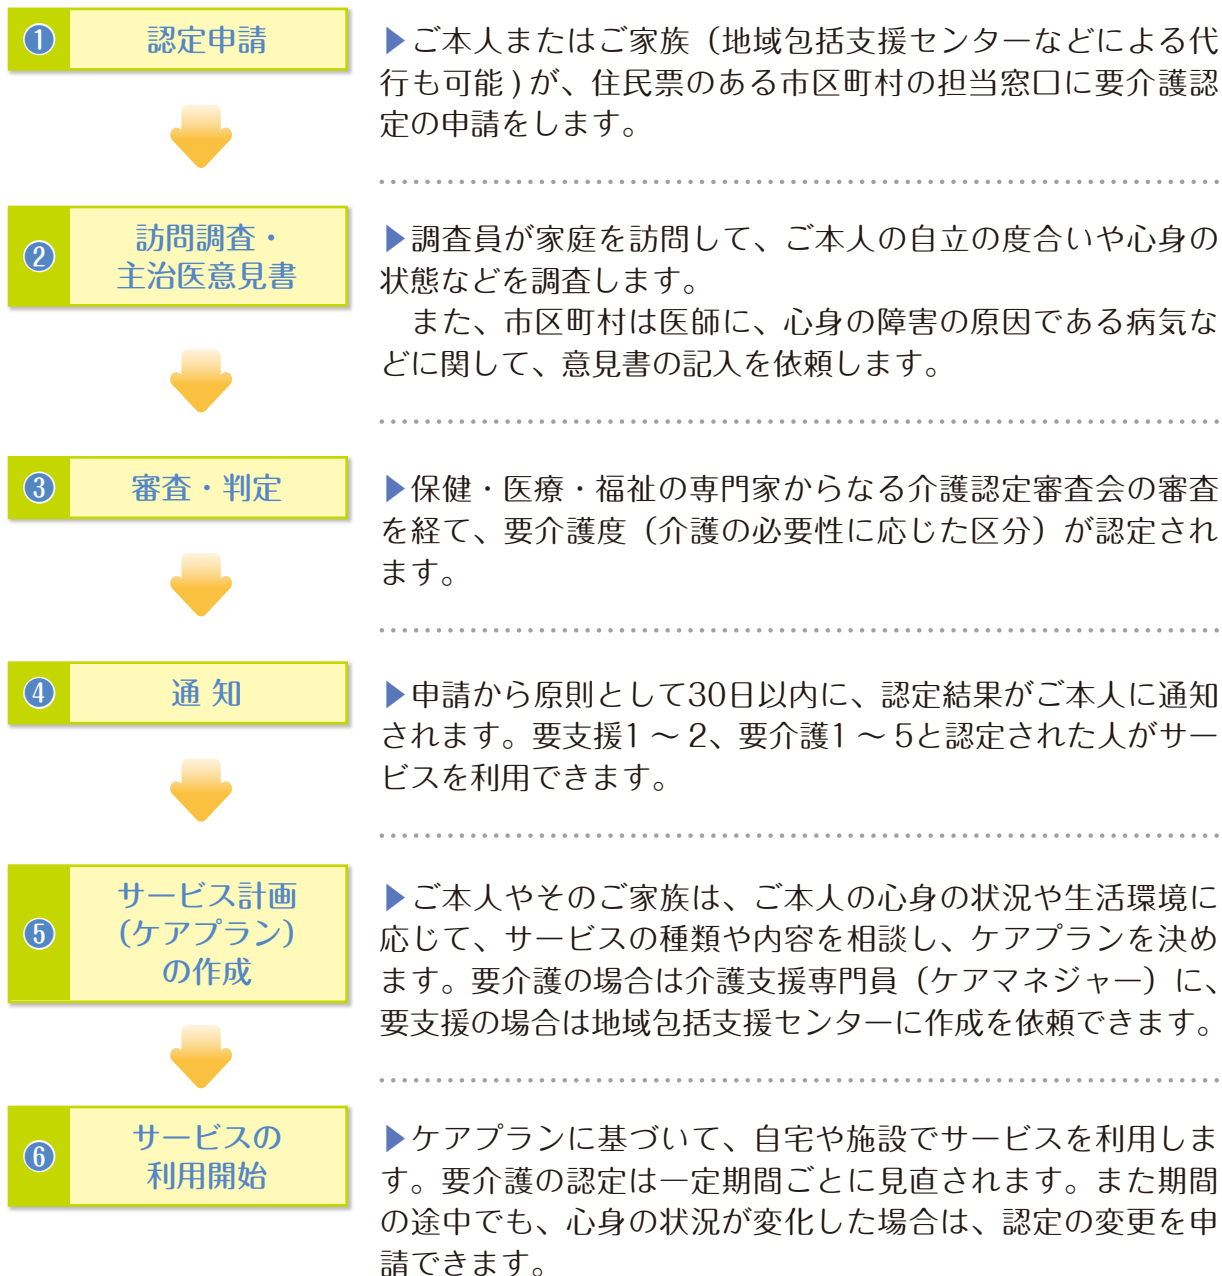 ❶ 認定申請
▶ご本人またはご家族（地域包括支援センターなどによる代
行も可能）が、住民票のある市区町村の担当窓口に要介護認
定の申請をします。
❷ 訪問調査・
主治医意見書
▶調査員が家庭を訪問して、ご本人の自立の度合いや心身の
状態などを調査します。
　また、市区町村は医師に、心身の障害の原因である病気な
どに関して、意見書の記入を依頼します。
❸ 審査・判定
▶保健・医療・福祉の専門家からなる介護認定審査会の審査
を経て、要介護度（介護の必要性に応じた区分）が認定され
ます。
❹ 通 知
▶申請から原則として30日以内に、認定結果がご本人に通知
されます。要支援1 〜 2、要介護1 〜 5と認定された人がサー
ビスを利用できます。
❺ サービス計画
（ケアプラン）
の作成
▶ご本人やそのご家族は、ご本人の心身の状況や生活環境に
応じて、サービスの種類や内容を相談し、ケアプランを決め
ます。要介護の場合は介護支援専門員（ケアマネジャー）に、
要支援の場合は地域包括支援センターに作成を依頼できます。
❻ サービスの
利用開始
▶ケアプランに基づいて、自宅や施設でサービスを利用しま
す。要介護の認定は一定期間ごとに見直されます。また期間
の途中でも、心身の状況が変化した場合は、認定の変更を申
請できます。